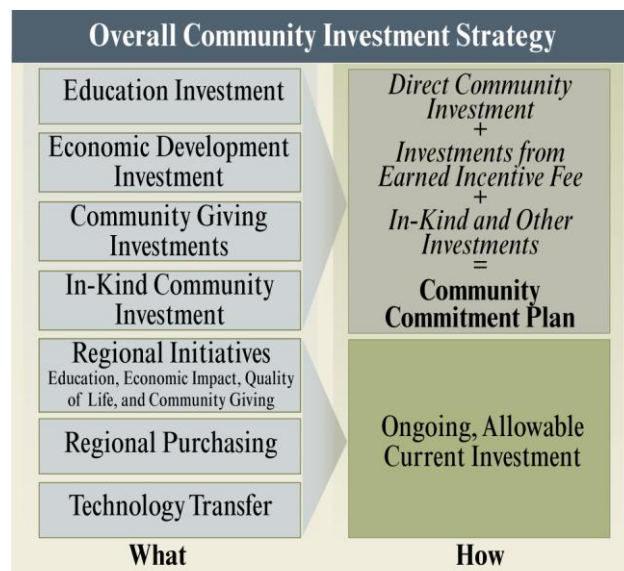 Overall Community Investment Strategy
Education Investment
Economic Development
Investment
Community Giving
Investments
In-Kind Community
Investment
Regional Initiatives
Education, Economic Impact, Quality
of Life, and Community Giving
Regional Purchasing
Technology Transfer
What
Direct Community
Investment
+
Investments from
Earned Incentive Fee
+
In-Kind and Other
Investments
=
Community
Commitment Plan
Ongoing, Allowable
Current Investment
How